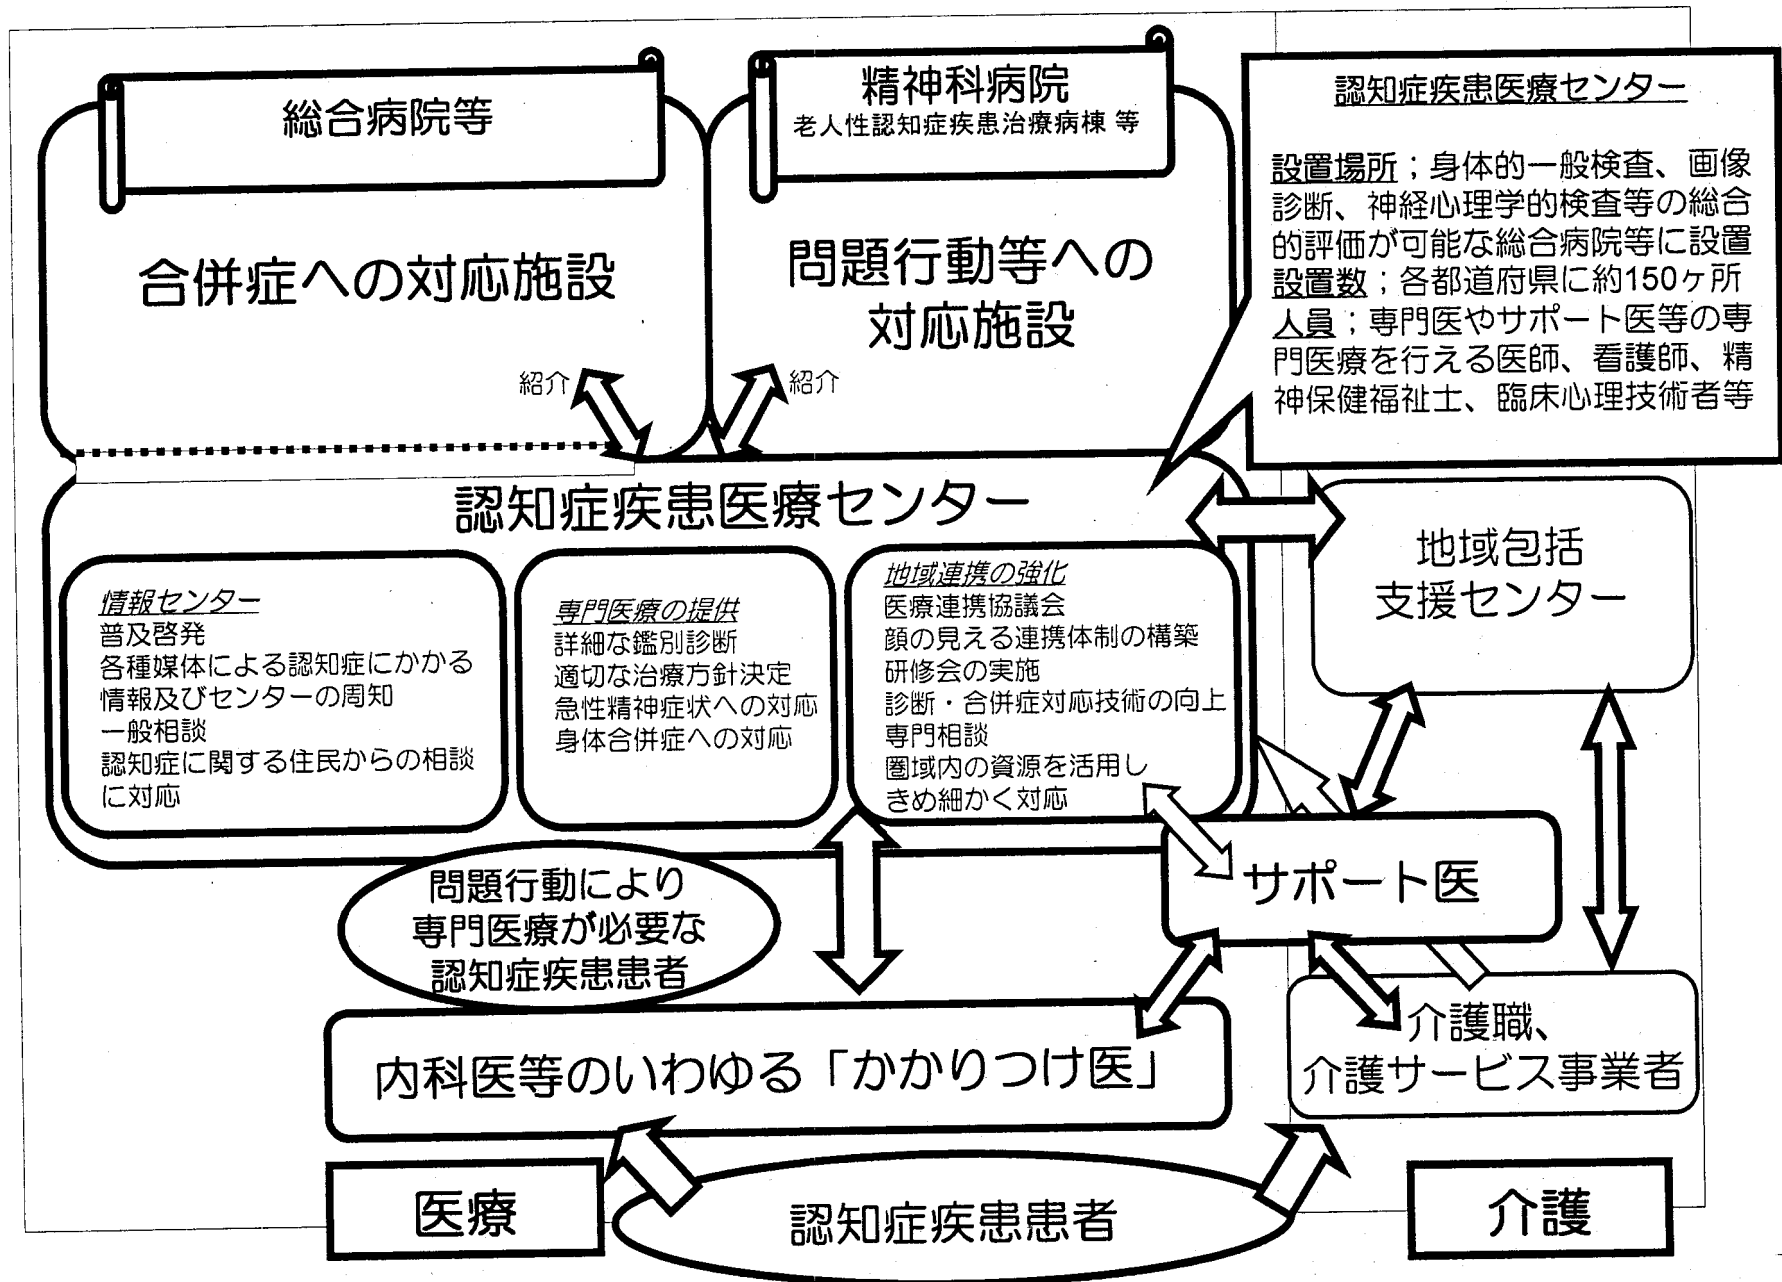 総合病院等
精神科病院
老人性認知症疾患治療病棟 等
合併症への対応施設
問題行動等への
対応施設
紹介
紹介
認知症疾患医療センター
設置場所；身体的一般検査、画像
診断、神経心理学的検査等の総合
的評価が可能な総合病院等に設置
設置数；各都道府県に約150ヶ所
人員；専門医やサポート医等の専
門医療を行える医師、看護師、精
神保健福祉士、臨床心理技術者等
認知症疾患医療センター
情報センター
普及啓発
各種媒体による認知症にかかる
情報及びセンターの周知
一般相談
認知症に関する住民からの相談
に対応
専門医療の提供
詳細な鑑別診断
適切な治療方針決定
急性精神症状への対応
身体合併症への対応
地域連携の強化
医療連携協議会
顔の見える連携体制の構築
研修会の実施
診断・合併症対応技術の向上
専門相談
圏域内の資源を活用し
きめ細かく対応
地域包括
支援センター
サポート医
問題行動により
専門医療が必要な
認知症疾患患者
内科医等のいわゆる「かかりつけ医」
介護職、
介護サービス事業者
医療
認知症疾患患者
介護